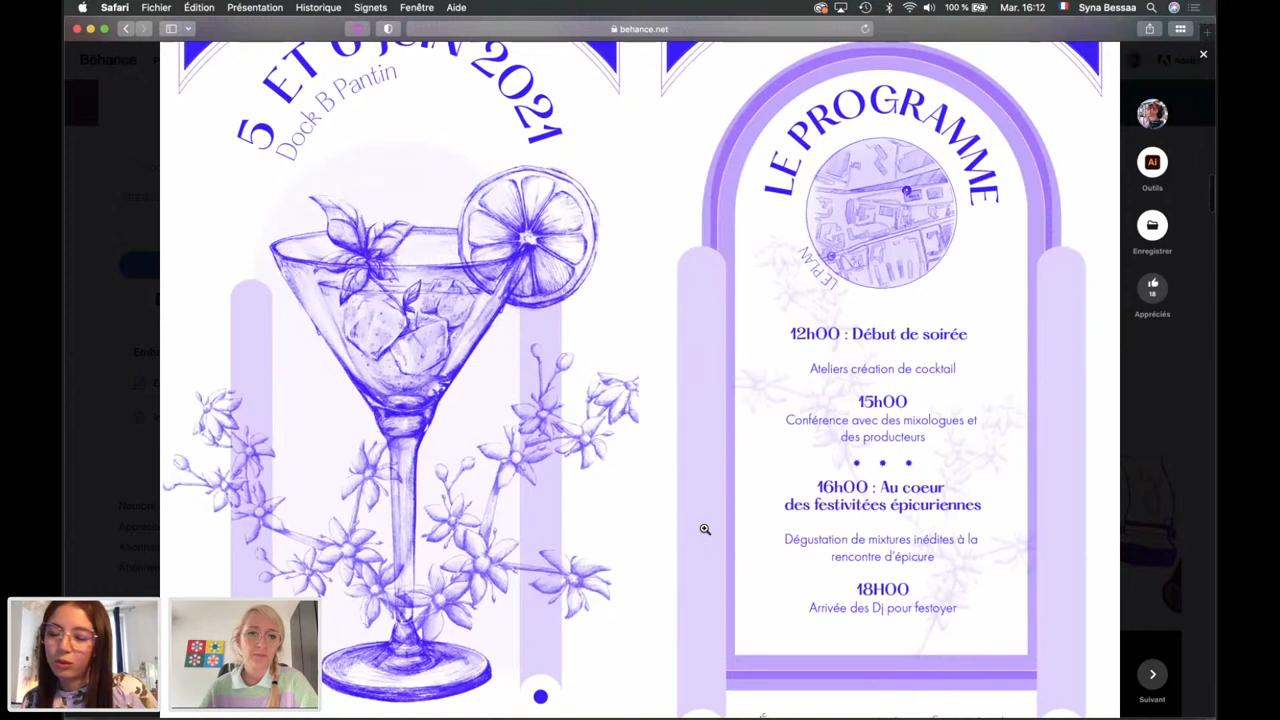 Safari Fichier Édition Présentation Historique Signets Fenêtre Aide
100 % Mar. 16:12 Syna Bessaa
behance.net
Behance
5 ET 6 JUIN 2021
Dock B Pantin
LE PROGRAMME
LE PLAN
12h00 : Début de soirée
Ateliers création de cocktail
15h00
Conférence avec des mixologues et
des producteurs
16h00 : Au coeur
des festivitées épicuriennes
Dégustation de mixtures inédites à la
rencontre d'épicure
18H00
Arrivée des Dj pour festoyer
Ai
Outils
Enregistrer
18
Appréciés
Suivant